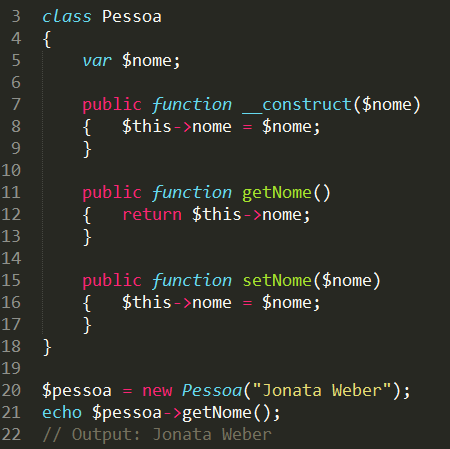 3 class Pessoa
4 {
5     var $nome;
6
7     public function __construct($nome)
8     {   $this->nome = $nome;
9     }
10
11     public function getNome()
12     {   return $this->nome;
13     }
14
15     public function setNome($nome)
16     {   $this->nome = $nome;
17     }
18 }
19
20 $pessoa = new Pessoa("Jonata Weber");
21 echo $pessoa->getNome();
22 // Output: Jonata Weber